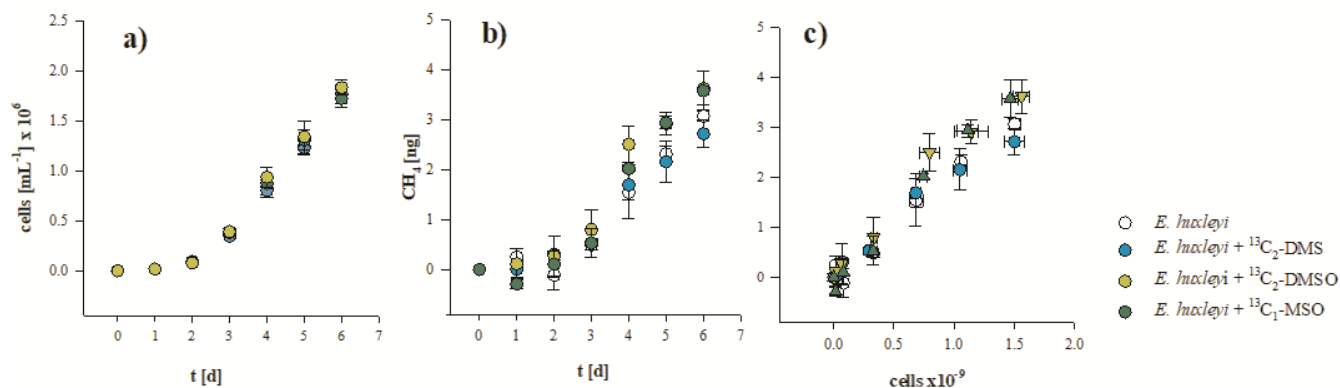 a)
cells [mL-1] x 10^6
2.5
2.0
1.5
1.0
0.5
0.0
0 1 2 3 4 5 6 7
t [d]
b)
CH4 [ng]
5
4
3
2
1
0
0 1 2 3 4 5 6 7
t [d]
c)
5
4
3
2
1
0
0.0 0.5 1.0 1.5 2.0
cells x10-9
E. huxleyi
E. huxleyi + 13C2-DMS
E. huxleyi + 13C2-DMSO
E. huxleyi + 13C1-MSO